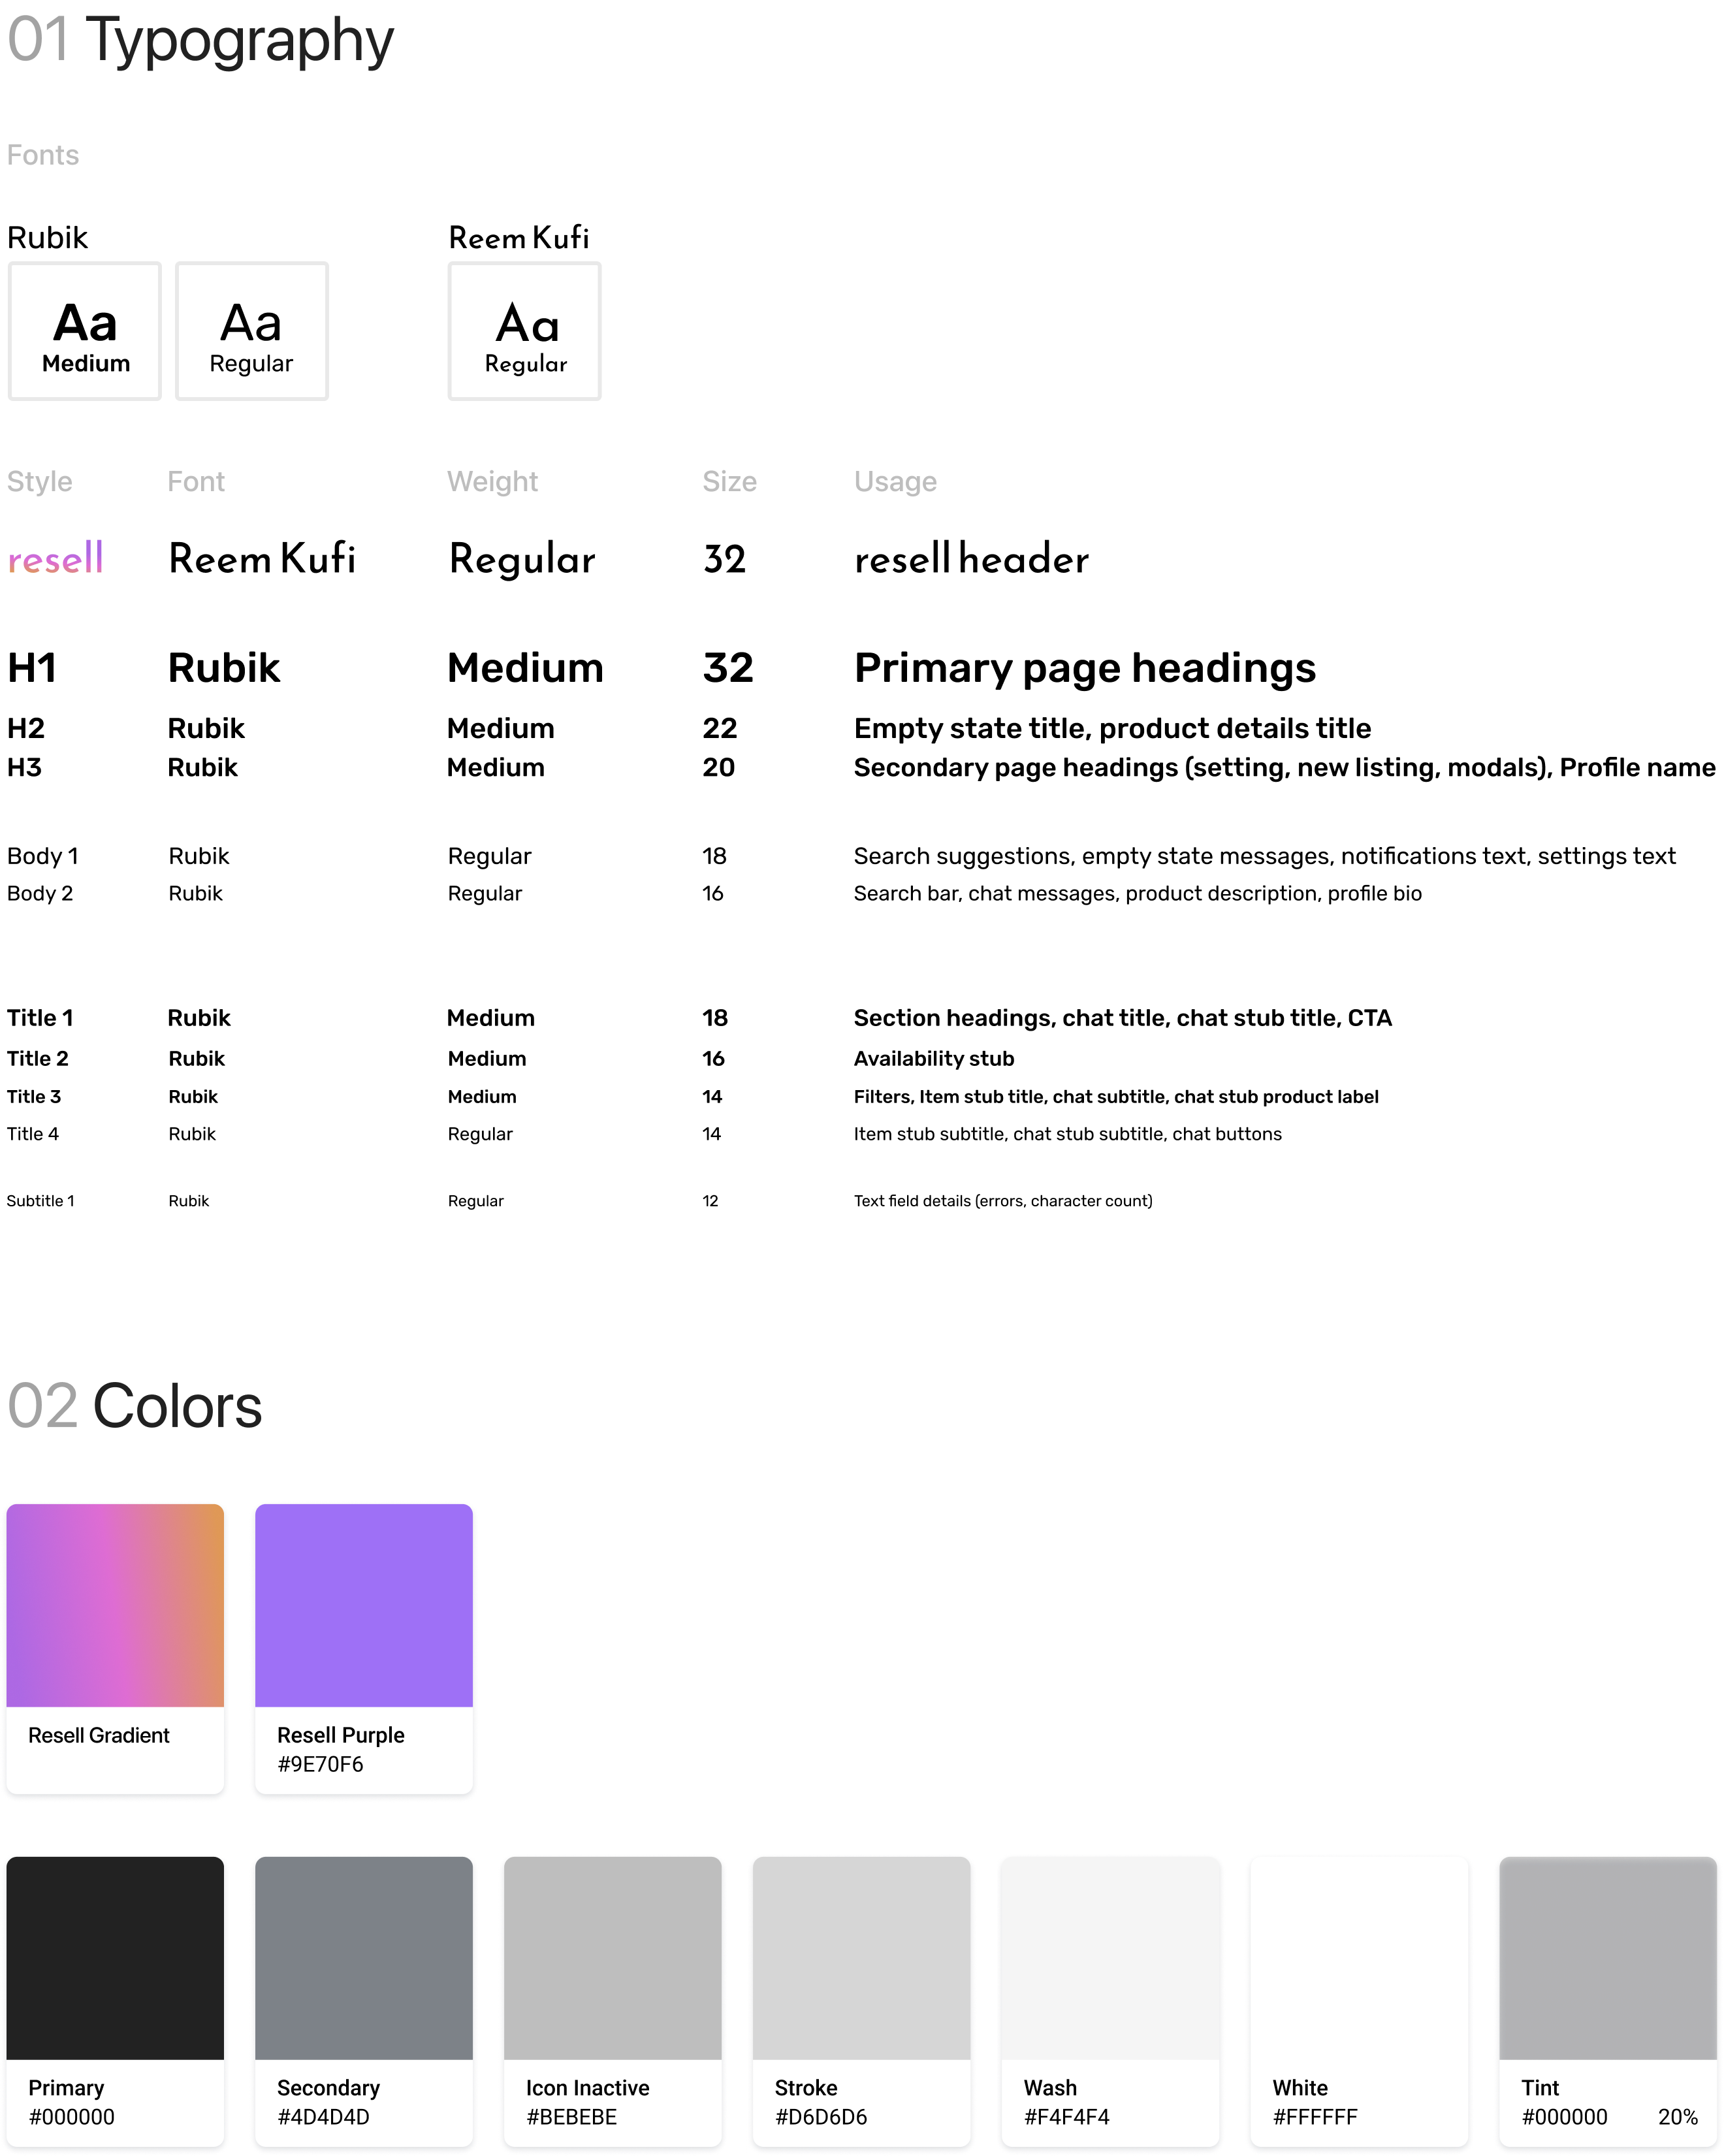 01 Typography
Fonts
Rubik
Reem Kufi
Aa
Medium
Aa
Regular
Aa
Regular
Style Font Weight Size Usage
resell Reem Kufi Regular 32 resell header
H1 Rubik Medium 32 Primary page headings
H2 Rubik Medium 22 Empty state title, product details title
H3 Rubik Medium 20 Secondary page headings (setting, new listing, modals), Profile name
Body 1 Rubik Regular 18 Search suggestions, empty state messages, notifications text, settings text
Body 2 Rubik Regular 16 Search bar, chat messages, product description, profile bio
Title 1 Rubik Medium 18 Section headings, chat title, chat stub title, CTA
Title 2 Rubik Medium 16 Availability stub
Title 3 Rubik Medium 14 Filters, Item stub title, chat subtitle, chat stub product label
Title 4 Rubik Regular 14 Item stub subtitle, chat stub subtitle, chat buttons
Subtitle 1 Rubik Regular 12 Text field details (errors, character count)
02 Colors
Resell Gradient
Resell Purple
#9E70F6
Primary
#000000
Secondary
#4D4D4D
Icon Inactive
#BEBEBE
Stroke
#D6D6D6
Wash
#F4F4F4
White
#FFFFFF
Tint
#000000 20%